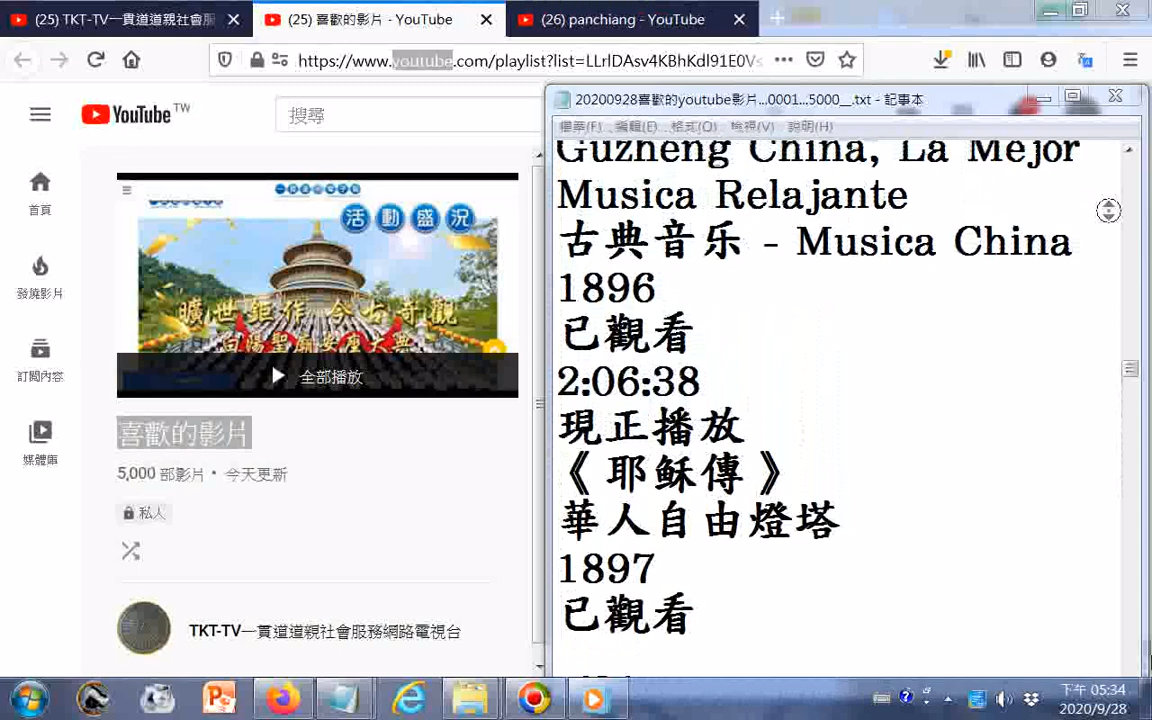 (25) TKT-TV一貫道道親社會服
(25) 喜歡的影片 - YouTube
(26) panchiang - YouTube
https://www.youtube.com/playlist?list=LLrlDAsv4KBhKdl91E0Vs
YouTube TW
搜尋
首頁
發燒影片
訂閱內容
媒體庫
活動盛況
曠世鉅作 今古奇觀
白陽聖廟安座大典
全部播放
喜歡的影片
5,000 部影片・今天更新
私人
TKT-TV一貫道道親社會服務網路電視台
20200928喜歡的youtube影片...0001...5000__.txt - 記事本
檔案(F) 編輯(E) 格式(O) 檢視(V) 說明(H)
Guzheng China, La Mejor
Musica Relajante
古典音乐 - Musica China
1896
已觀看
2:06:38
現正播放
《耶穌傳》
華人自由燈塔
1897
已觀看
下午 05:34
2020/9/28